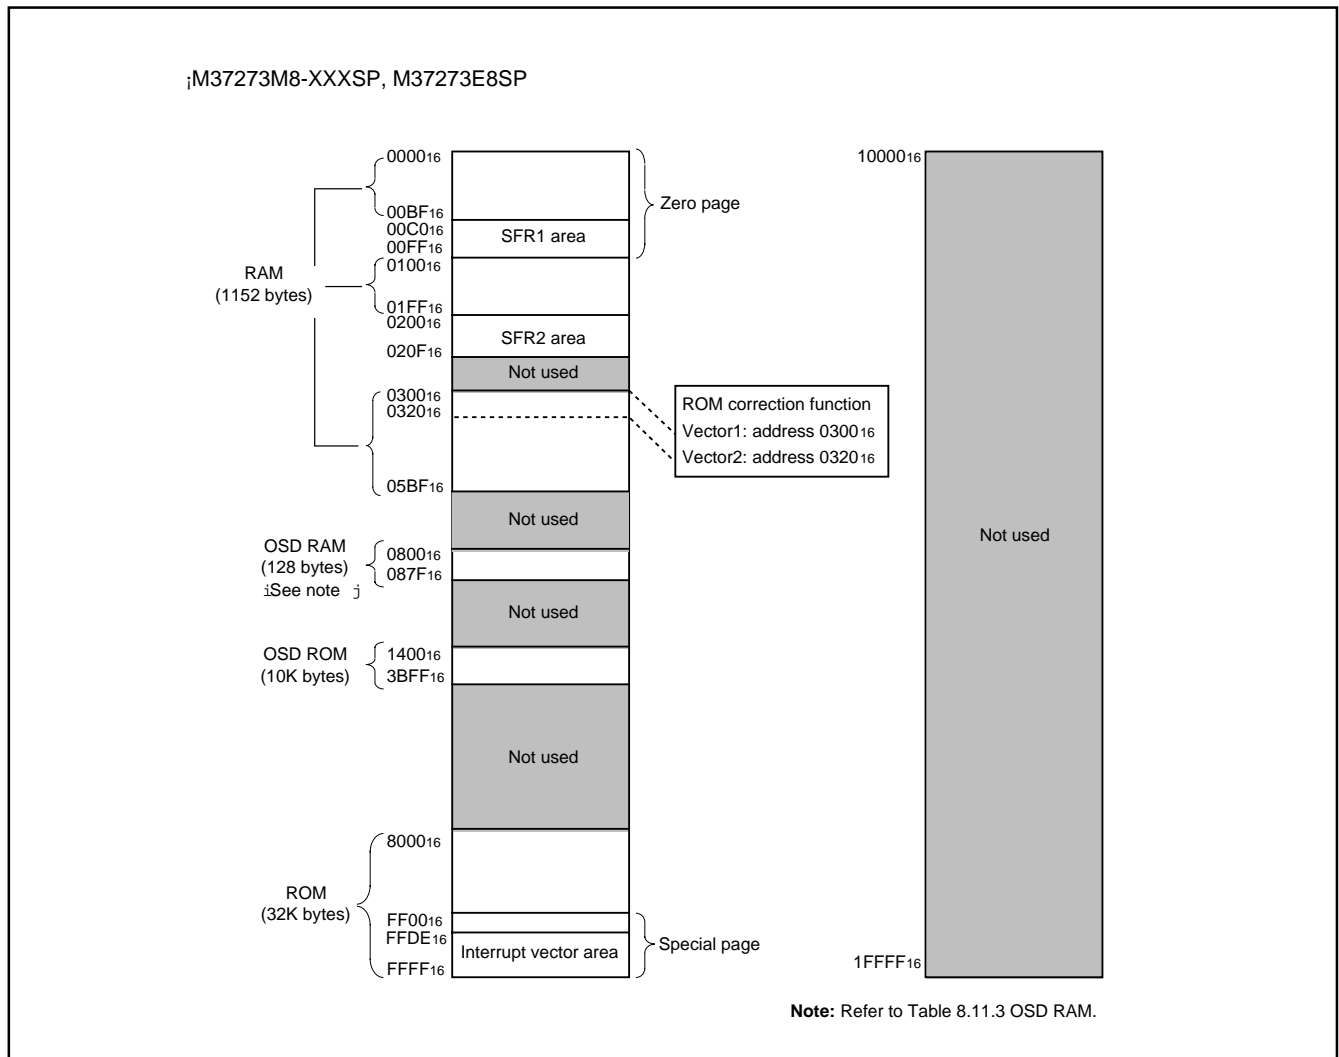 ¡M37273M8-XXXSP, M37273E8SP
0000₁₆
00BF₁₆
00C0₁₆
SFR1 area
00FF₁₆
Zero page
0100₁₆
RAM
(1152 bytes)
01FF₁₆
0200₁₆
SFR2 area
020F₁₆
Not used
0300₁₆
0320₁₆
ROM correction function
Vector1: address 0300₁₆
Vector2: address 0320₁₆
05BF₁₆
Not used
OSD RAM
(128 bytes)
¡See note j
0800₁₆
087F₁₆
Not used
OSD ROM
(10K bytes)
1400₁₆
3BFF₁₆
Not used
8000₁₆
ROM
(32K bytes)
FF00₁₆
FFDE₁₆
Interrupt vector area
FFFF₁₆
Special page
10000₁₆
Not used
1FFFF₁₆
Note: Refer to Table 8.11.3 OSD RAM.